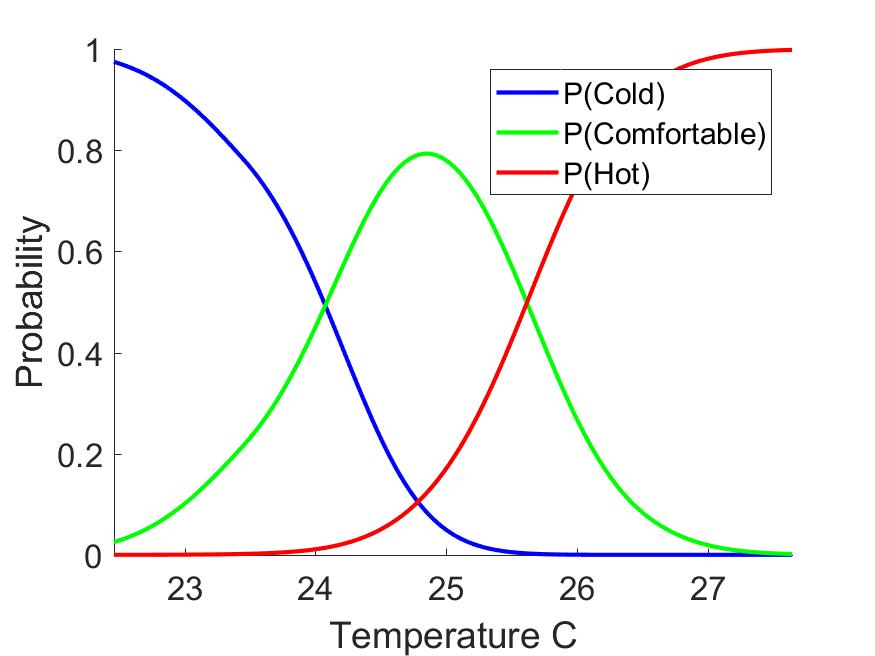 1
0.8
0.6
0.4
0.2
0
Probability
P(Cold)
P(Comfortable)
P(Hot)
23 24 25 26 27
Temperature C